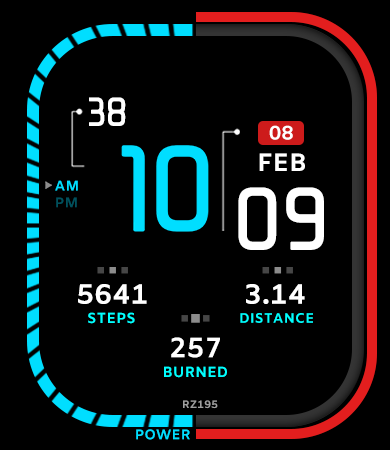 38
10
AM
PM
08
FEB
09
5641
STEPS
3.14
DISTANCE
257
BURNED
RZ195
POWER